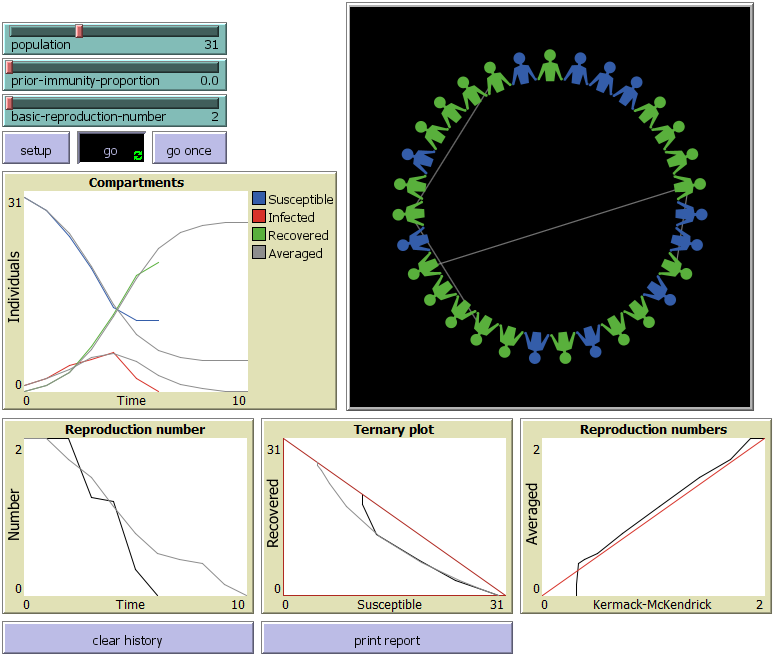 population 31
prior-immunity-proportion 0.0
basic-reproduction-number 2
setup go go once
Compartments
31
Individuals
0
0 Time 10
Susceptible
Infected
Recovered
Averaged
Reproduction number
2
Number
0
0 Time 10
Ternary plot
31
Recovered
0
0 Susceptible 31
Reproduction numbers
2
Averaged
0
0 Kermack-McKendrick 2
clear history
print report